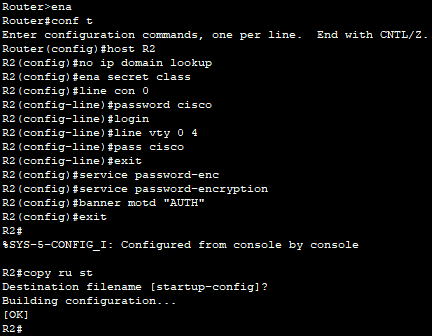 Router>ena
Router#conf t
Enter configuration commands, one per line.  End with CNTL/Z.
Router(config)#host R2
R2(config)#no ip domain lookup
R2(config)#ena secret class
R2(config)#line con 0
R2(config-line)#password cisco
R2(config-line)#login
R2(config-line)#line vty 0 4
R2(config-line)#pass cisco
R2(config-line)#exit
R2(config)#service password-enc
R2(config)#service password-encryption
R2(config)#banner motd "AUTH"
R2(config)#exit
R2#
%SYS-5-CONFIG_I: Configured from console by console
R2#copy ru st
Destination filename [startup-config]?
Building configuration...
[OK]
R2#